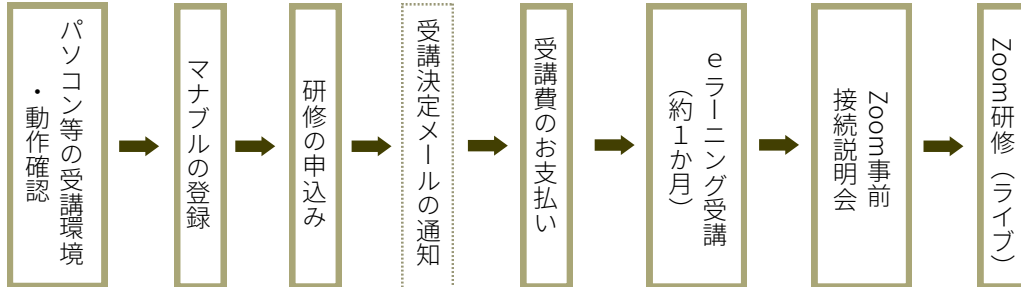 パソコン等の受講環境
・動作確認
マナブルの登録
研修の申込み
受講決定メールの通知
受講費のお支払い
eラーニング受講
（約１か月）
Zoom事前
接続説明会
Zoom研修（ライブ）